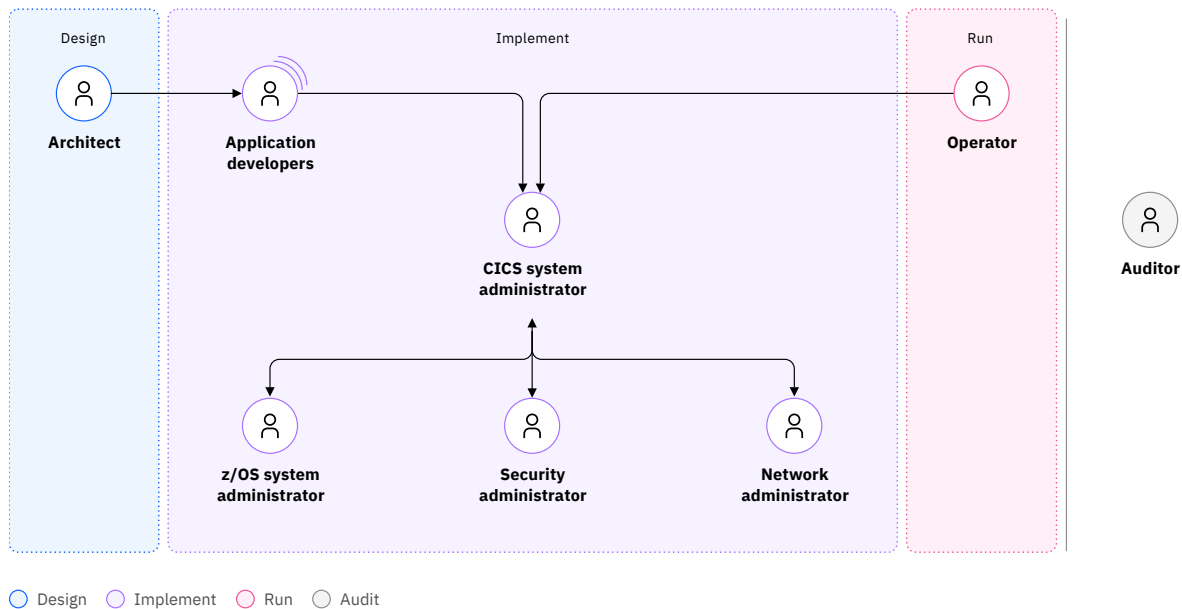 Design
Implement
Run
Architect
Application
developers
Operator
CICS system
administrator
Auditor
z/OS system
administrator
Security
administrator
Network
administrator
Design
Implement
Run
Audit